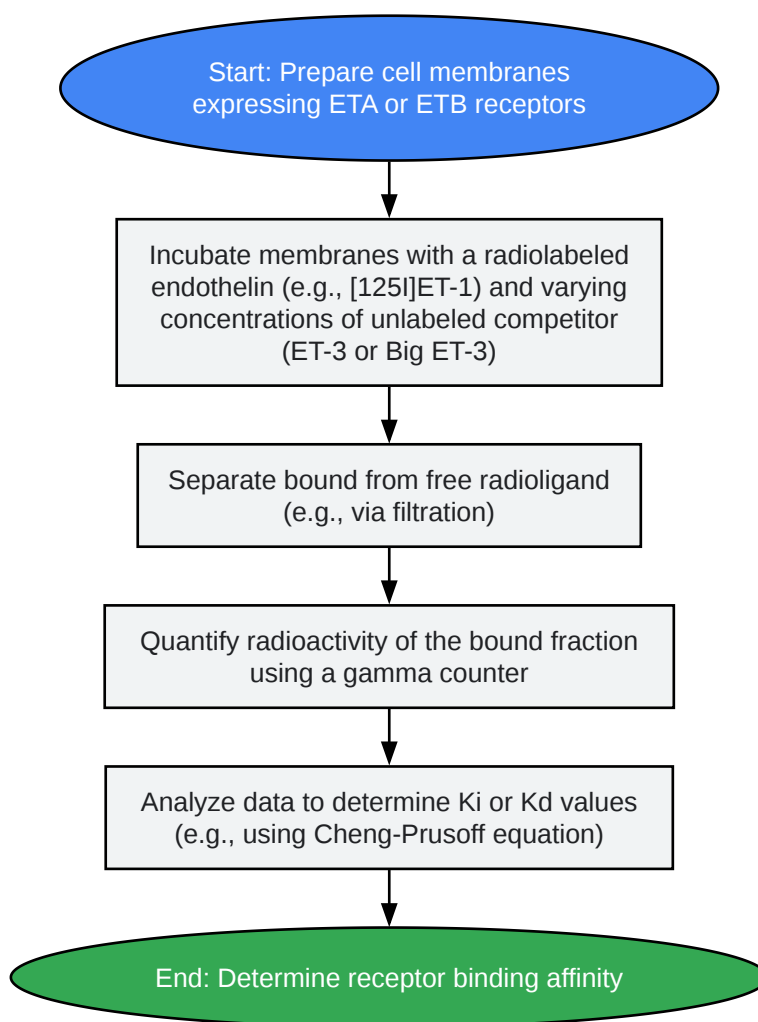 Start: Prepare cell membranes
expressing ETA or ETB receptors
Incubate membranes with a radiolabeled
endothelin (e.g., [125I]ET-1) and varying
concentrations of unlabeled competitor
(ET-3 or Big ET-3)
Separate bound from free radioligand
(e.g., via filtration)
Quantify radioactivity of the bound fraction
using a gamma counter
Analyze data to determine Ki or Kd values
(e.g., using Cheng-Prusoff equation)
End: Determine receptor binding affinity